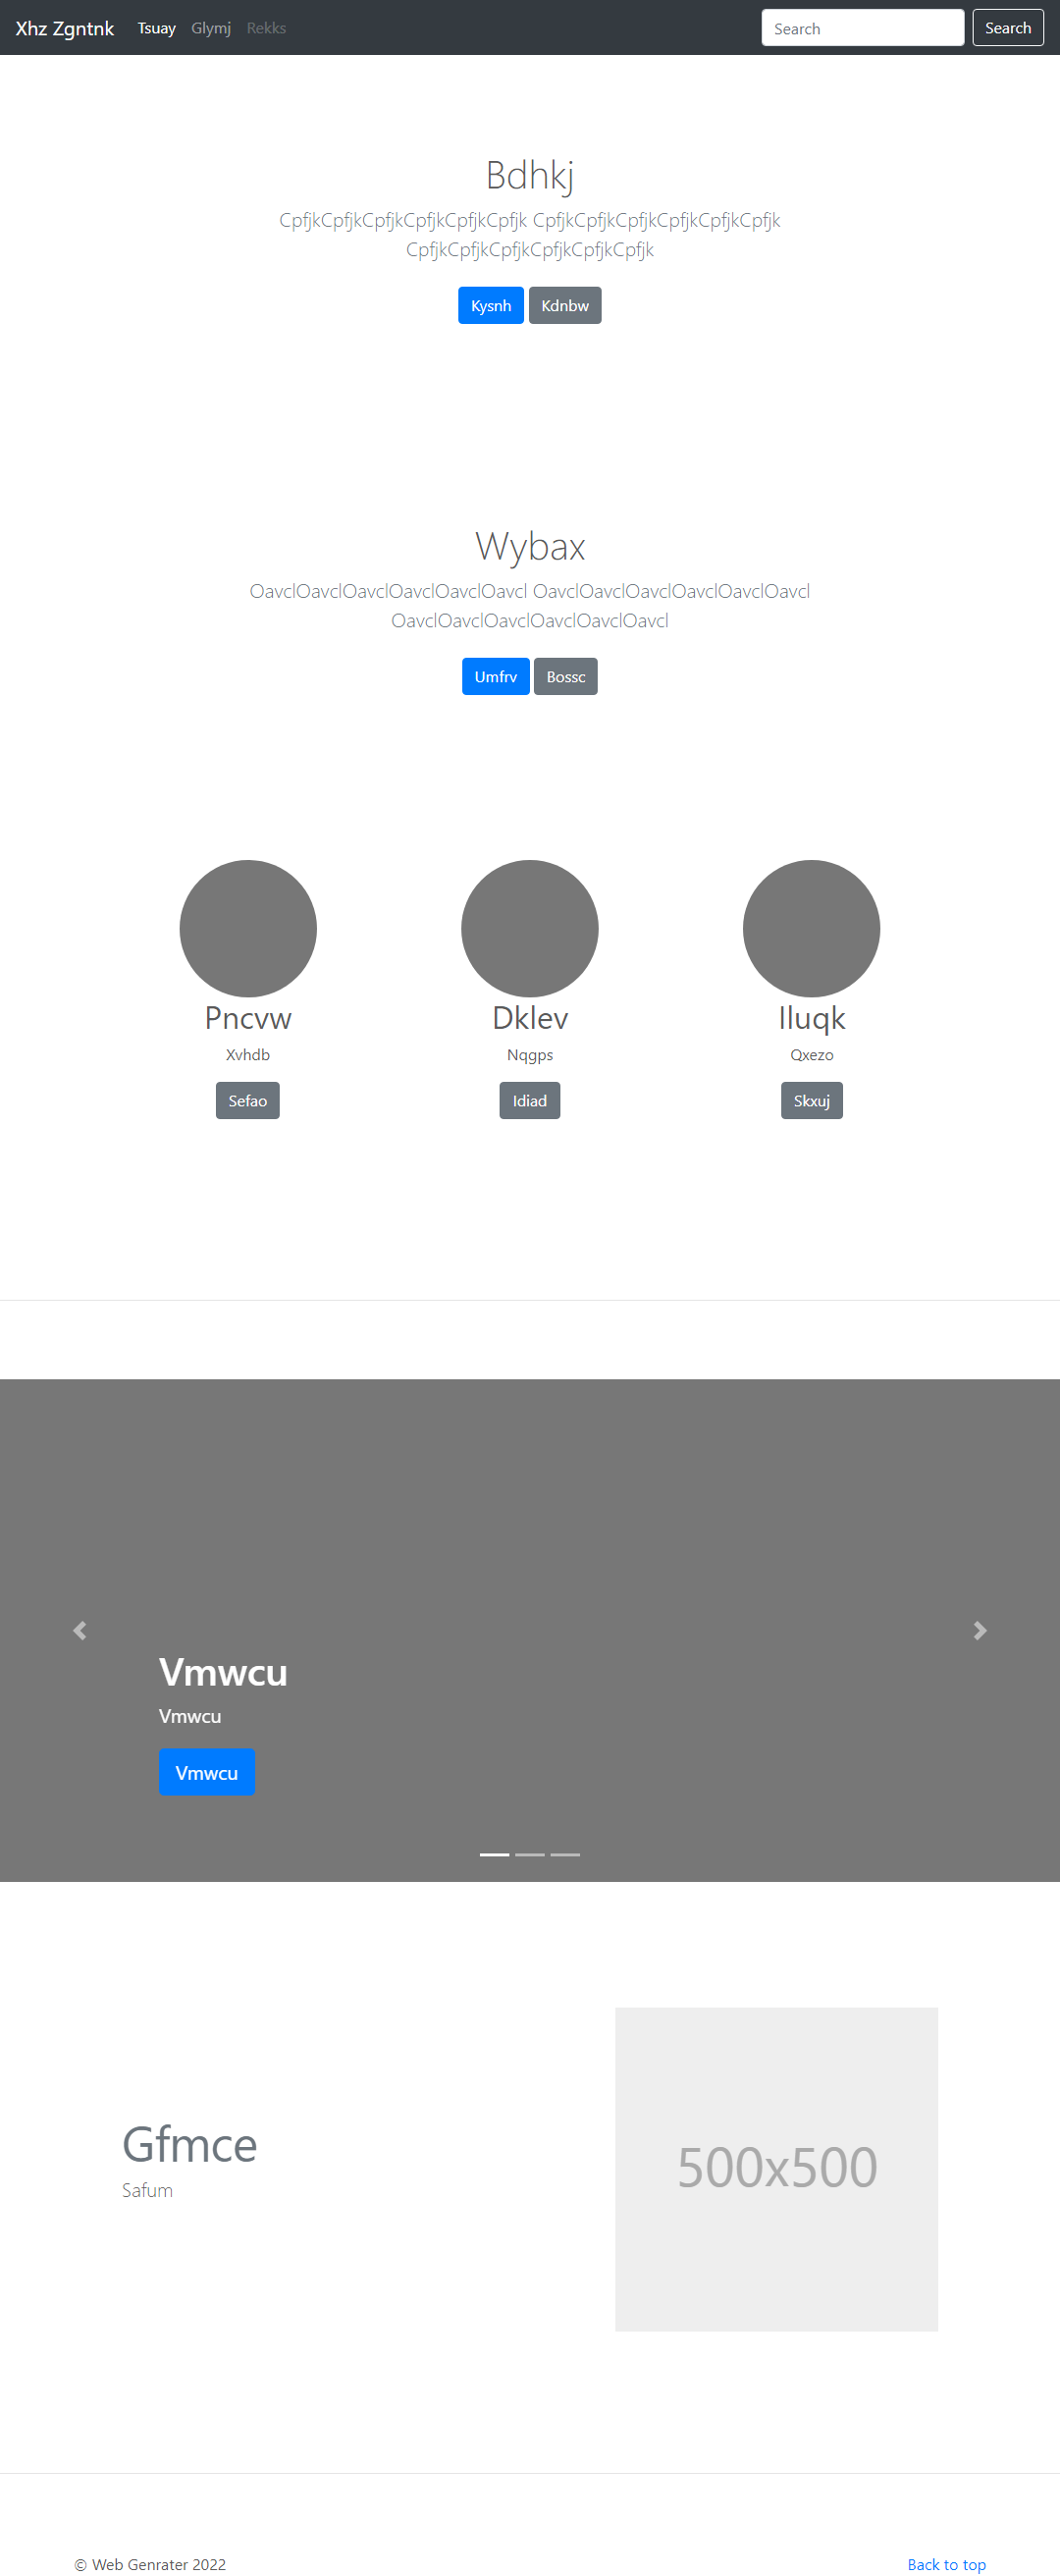 Xhz Zgntnk Tsuay Glymj Rekks Search Search
Bdhkj
CpfjkCpfjkCpfjkCpfjkCpfjkCpfjk CpfjkCpfjkCpfjkCpfjkCpfjkCpfjk
CpfjkCpfjkCpfjkCpfjkCpfjkCpfjk
Kysnh Kdnbw
Wybax
OavclOavclOavclOavclOavclOavcl OavclOavclOavclOavclOavclOavcl
OavclOavclOavclOavclOavclOavcl
Umfrv Bossc
Pncvw Dklev Iluqk
Xvhdb Nqgps Qxezo
Sefao Idiad Skxuj
Vmwcu
Vmwcu
Vmwcu
Gfmce
Safum
500x500
© Web Genrater 2022 Back to top